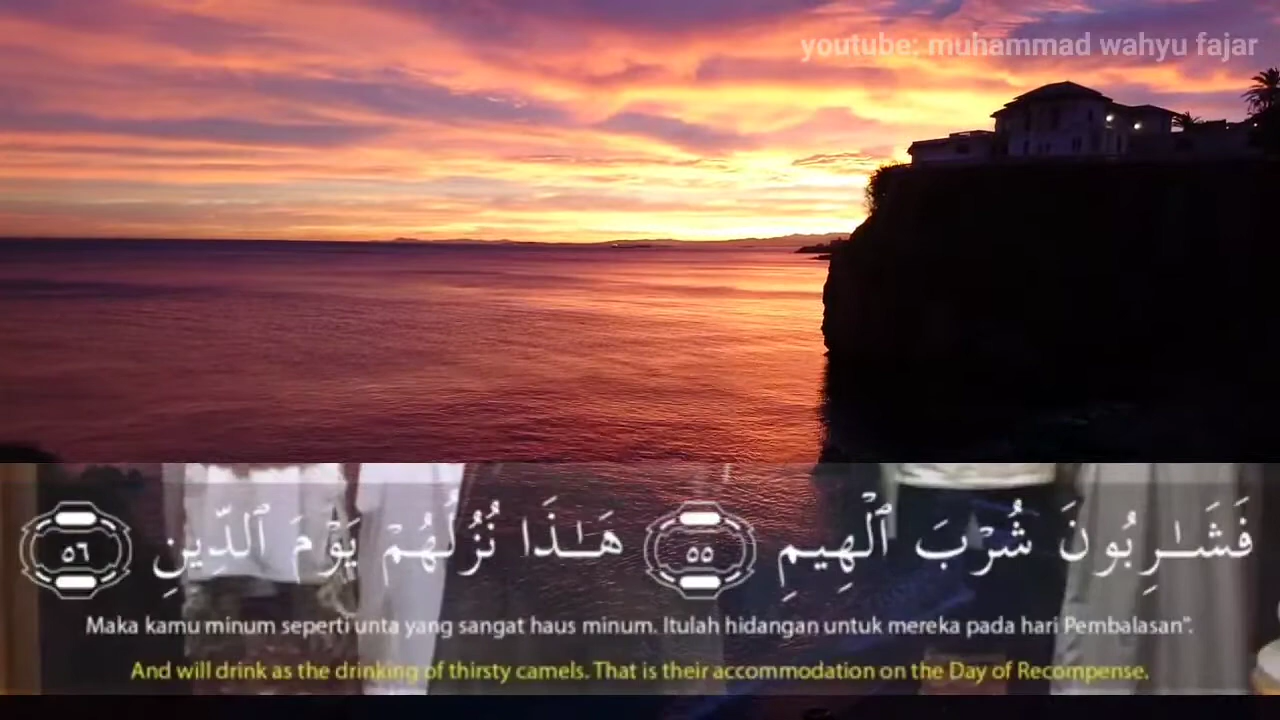 youtube: muhammad wahyu fajar
فَشَـٰرِبُونَ شُرْبَ ٱلْهِيمِ ٥٥ هَـٰذَا نُزُلُهُمْ يَوْمَ ٱلدِّينِ ٥٦
Maka kamu minum seperti unta yang sangat haus minum. Itulah hidangan untuk mereka pada hari Pembalasan".
And will drink as the drinking of thirsty camels. That is their accommodation on the Day of Recompense.